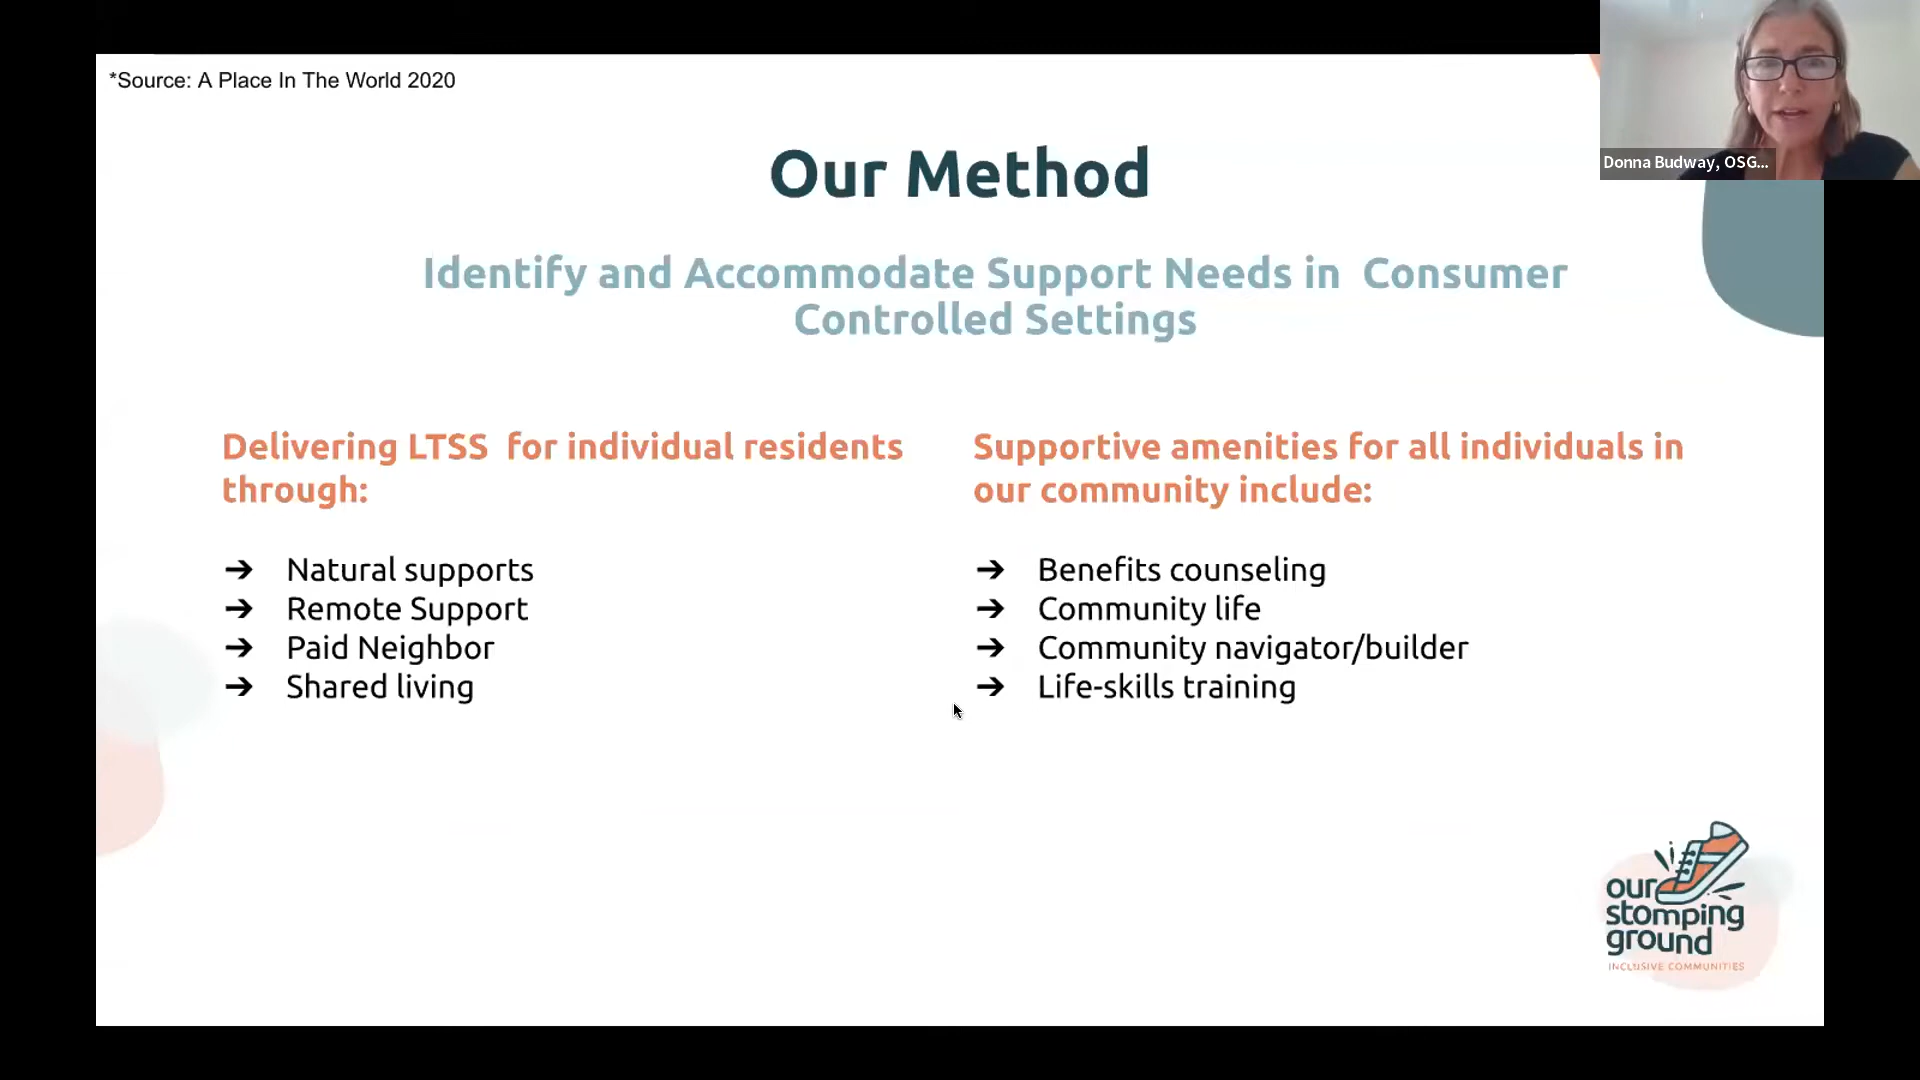 *Source: A Place In The World 2020
Donna Budway, OSG...
Our Method
Identify and Accommodate Support Needs in Consumer
Controlled Settings
Delivering LTSS for individual residents
through:
➔ Natural supports
➔ Remote Support
➔ Paid Neighbor
➔ Shared living
Supportive amenities for all individuals in
our community include:
➔ Benefits counseling
➔ Community life
➔ Community navigator/builder
➔ Life-skills training
our
stomping
ground
INCLUSIVE COMMUNITIES